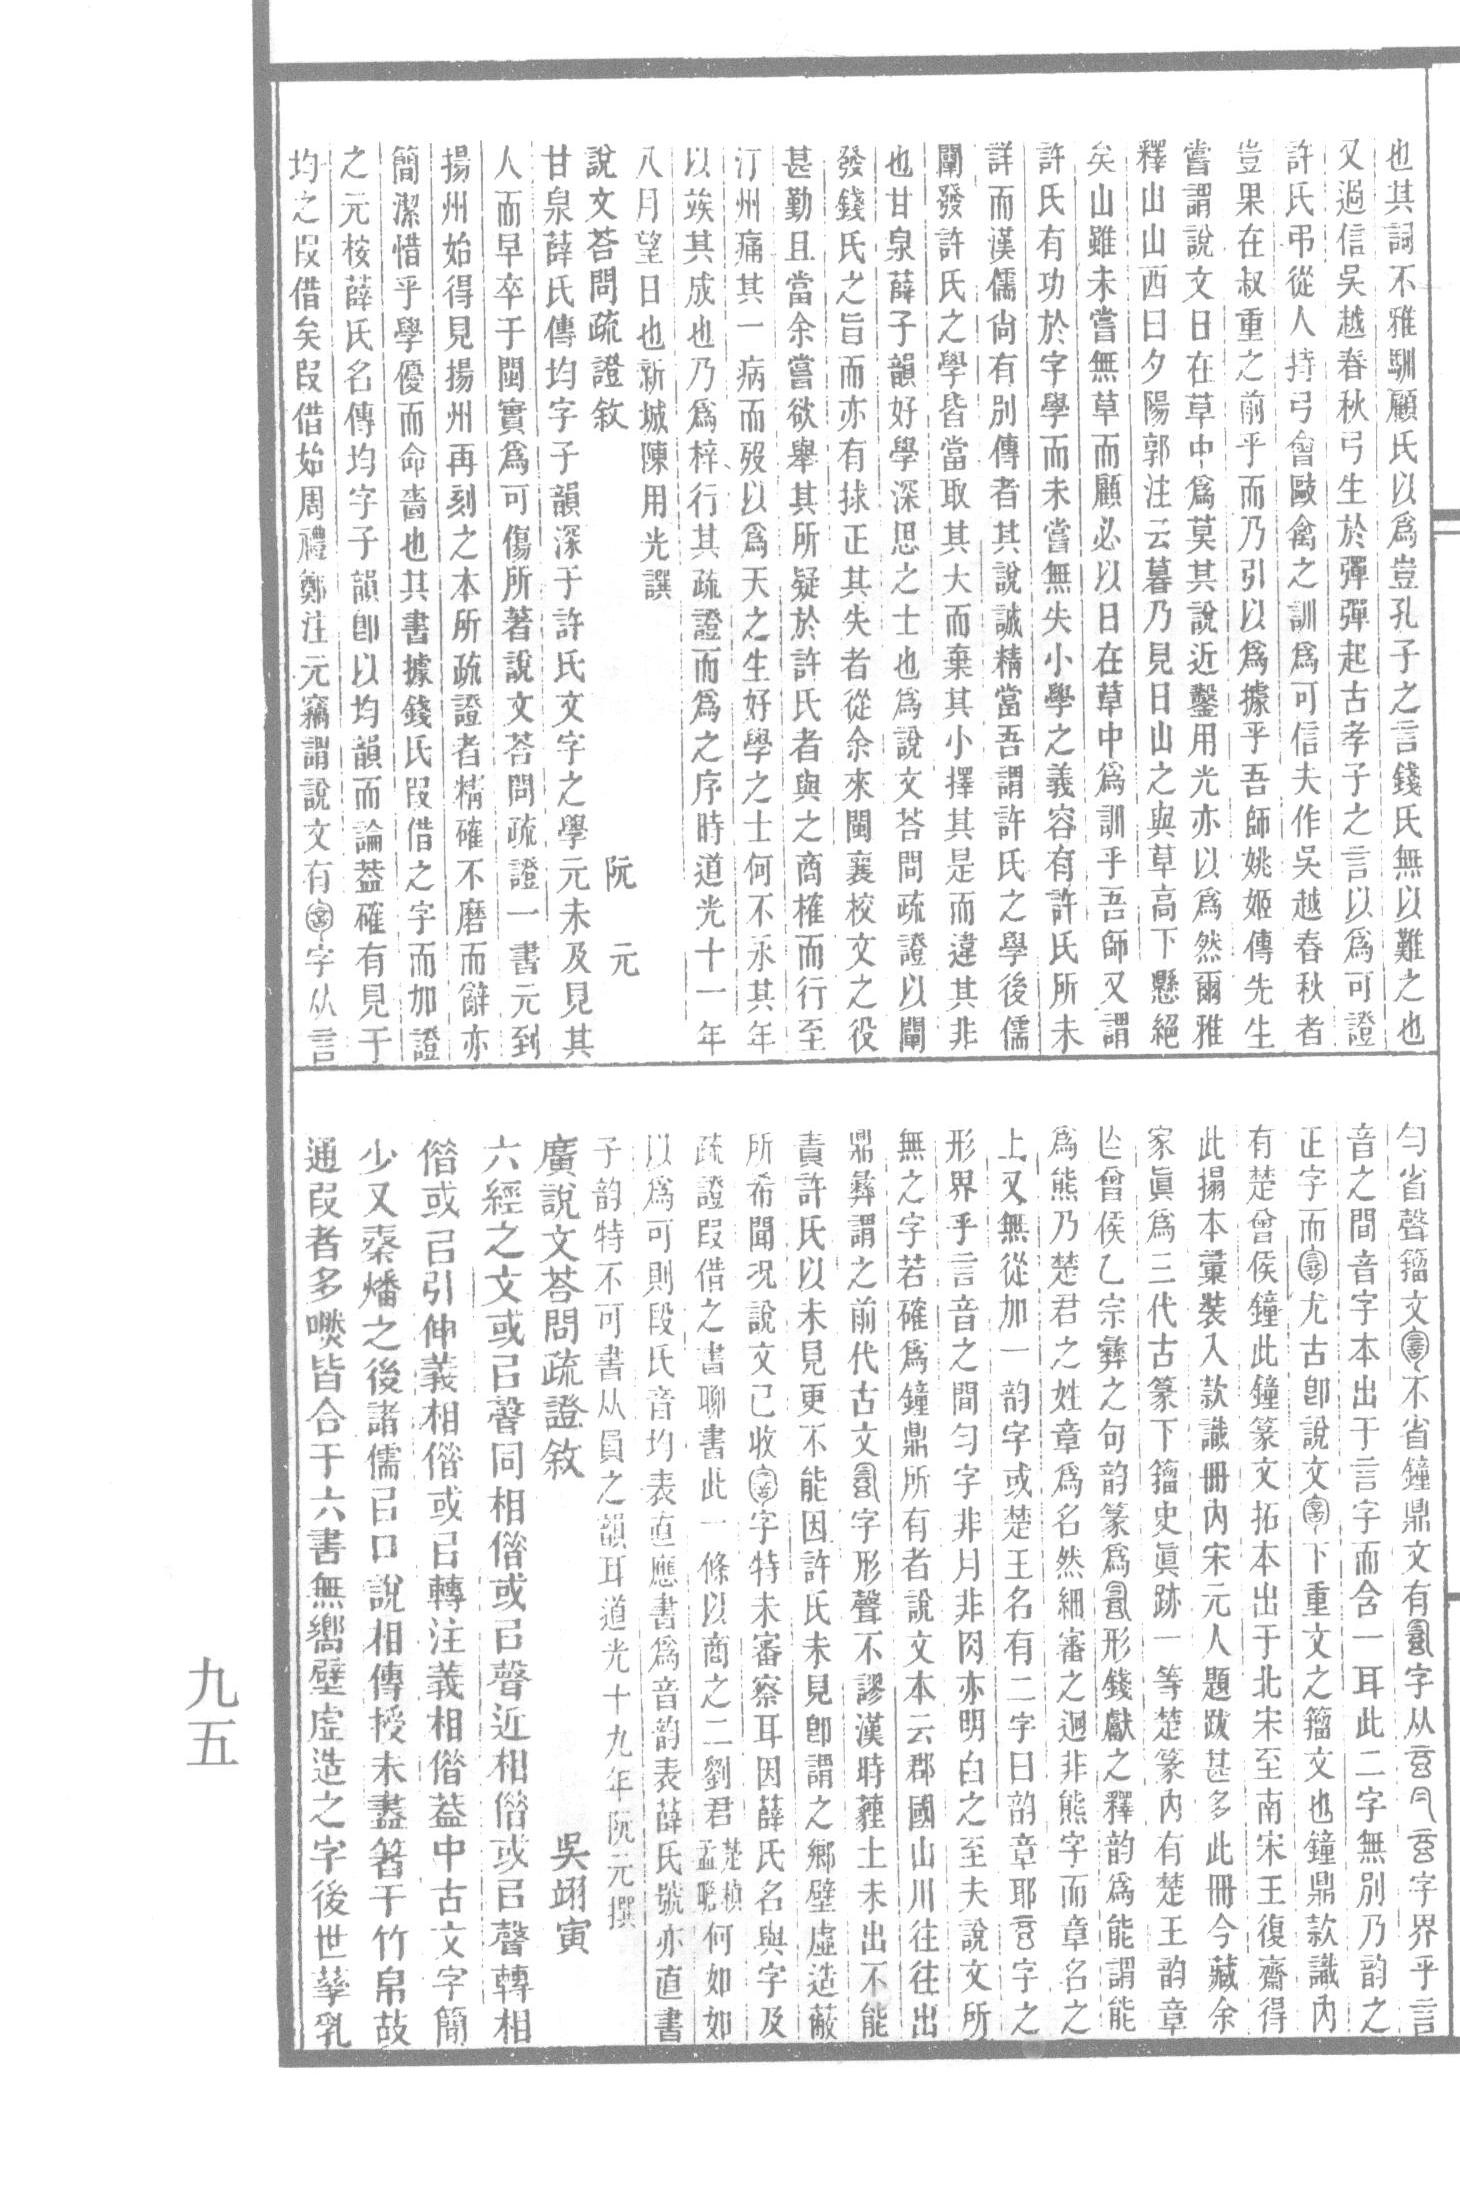 也其詞不雅馴顧氏以爲豈孔子之言錢氏無以難之也
又過信吳越春秋弓生於彈彈起古孝子之言以爲可證
許氏弔從人持弓會敺禽之訓爲可信夫作吳越春秋者
豈果在叔重之前乎而乃引以爲據乎吾師姚姬傳先生
嘗謂說文日在草中爲莫其說近鑿用光亦以爲然爾雅
釋山山西曰夕陽郭注云暮乃見日山之與草高下懸絕
矣山雖未嘗無草而顧必以日在草中爲訓乎吾師又謂
許氏有功於字學而未嘗無失小學之義容有許氏所未
詳而漢儒尙有別傳者其說誠精當吾謂許氏之學後儒
闡發許氏之學皆當取其大而棄其小擇其是而違其非
也甘泉薛子韻好學深思之士也爲說文荅問疏證以闡
發錢氏之旨而亦有捄正其失者從余來閩襄校文之役
甚勤且當余嘗欲舉其所疑於許氏者與之商榷而行至
汀州痛其一病而歿以爲天之生好學之士何不永其年
以竢其成也乃爲梓行其疏證而爲之序時道光十一年
八月望日也新城陳用光譔
說文荅問疏證敘
阮元
甘泉薛氏傳均字子韻深于許氏文字之學元未及見其
人而早卒于閩實爲可傷所著說文荅問疏證一書元到
揚州始得見揚州再刻之本所疏證者精確不磨而辭亦
簡潔惜乎學優而命嗇也其書據錢氏叚借之字而加證
之元桉薛氏名傳均字子韻卽以均韻而論葢確有見于
均之叚借矣叚借始周禮鄭注元竊謂說文有字从言
勻省聲籒文不省鐘鼎文有字从字界乎言
音之間音字本出于言字而含一耳此二字無別乃韵之
正字而尤古卽說文下重文之籒文也鐘鼎款識內
有楚曾侯鐘此鐘篆文拓本出于北宋至南宋王復齋得
此搨本彙裝入款識冊內宋元人題跋甚多此冊今藏余
家眞爲三代古篆下籒史眞跡一等楚篆內有楚王韵章
乍曾侯乙宗彝之句韵篆爲形錢獻之釋韵爲能謂能
爲熊乃楚君之姓章爲名然細審之迥非熊字而章名之
上又無從加一韵字或楚王名有二字曰韵章耶字之
形界乎言音之間勻字非月非肉亦明白之至夫說文所
無之字若確爲鐘鼎所有者說文本云郡國山川往往出
鼎彝謂之前代古文字形聲不謬漢時薶土未出不能
責許氏以未見更不能因許氏未見卽謂之鄉壁虛造蔽
所希聞况說文已收字特未審察耳因薛氏名與字及
疏證叚借之書聊書此一條以商之二劉君楚楨孟瞻何如如
以爲可則段氏音均表直應書爲音韵表薛氏號亦直書
子韵特不可書从員之韻耳道光十九年阮元撰
廣說文荅問疏證敘
吳翊寅
六經之文或㠯聲同相偕或㠯聲近相偕或㠯聲轉相
偕或㠯引伸義相偕或㠯轉注義相偕葢中古文字簡
少又秦燔之後諸儒㠯口說相傳授未盡箸于竹帛故
通叚者多嘫皆合于六書無嚮壁虛造之字後世孳乳
九五